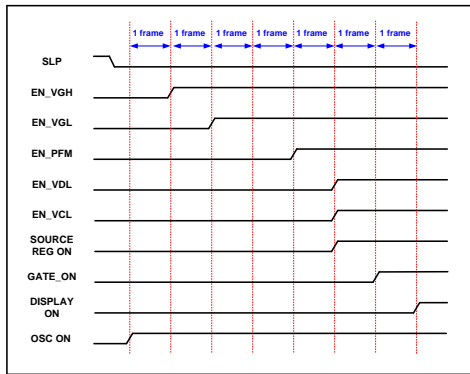 1 frame 1 frame 1 frame 1 frame 1 frame 1 frame 1 frame
SLP
EN_VGH
EN_VGL
EN_PFM
EN_VDL
EN_VCL
SOURCE
REG ON
GATE_ON
DISPLAY
ON
OSC ON